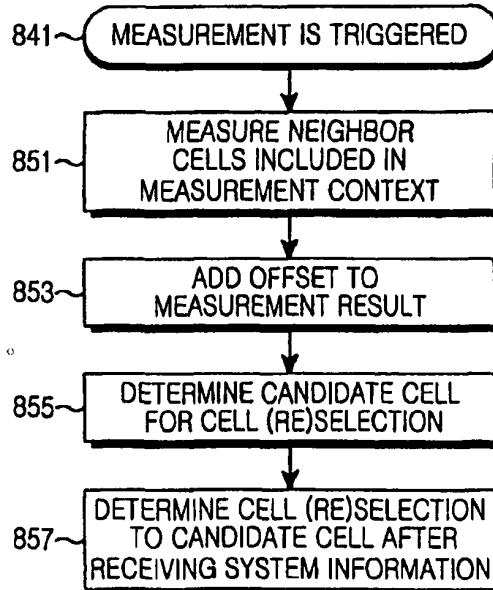 841~ MEASUREMENT IS TRIGGERED
851~ MEASURE NEIGHBOR
CELLS INCLUDED IN
MEASUREMENT CONTEXT
853~ ADD OFFSET TO
MEASUREMENT RESULT
855~ DETERMINE CANDIDATE CELL
FOR CELL (RE)SELECTION
857~ DETERMINE CELL (RE)SELECTION
TO CANDIDATE CELL AFTER
RECEIVING SYSTEM INFORMATION